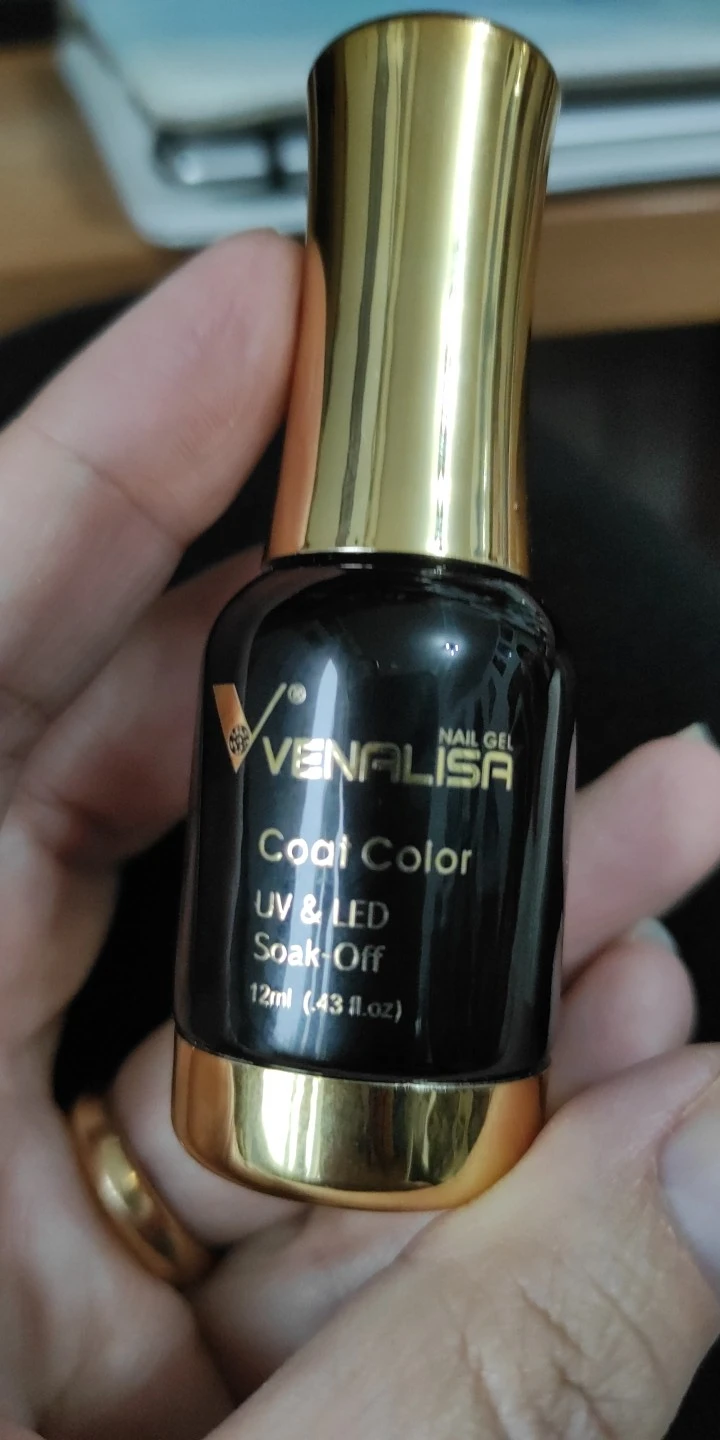 V®
NAIL GEL
VENALISA
Coat Color
UV & LED
Soak-Off
12ml (.43 fl.oz)